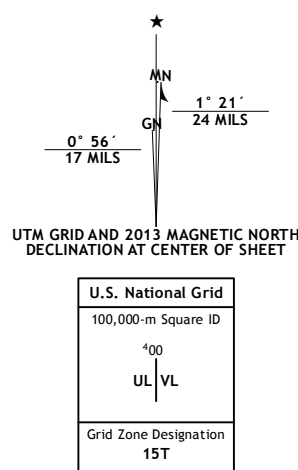 ★
MN
1° 21´
24 MILS
GN
0° 56´
17 MILS
UTM GRID AND 2013 MAGNETIC NORTH
DECLINATION AT CENTER OF SHEET
U.S. National Grid
100,000-m Square ID
⁴00
UL VL
Grid Zone Designation
15T